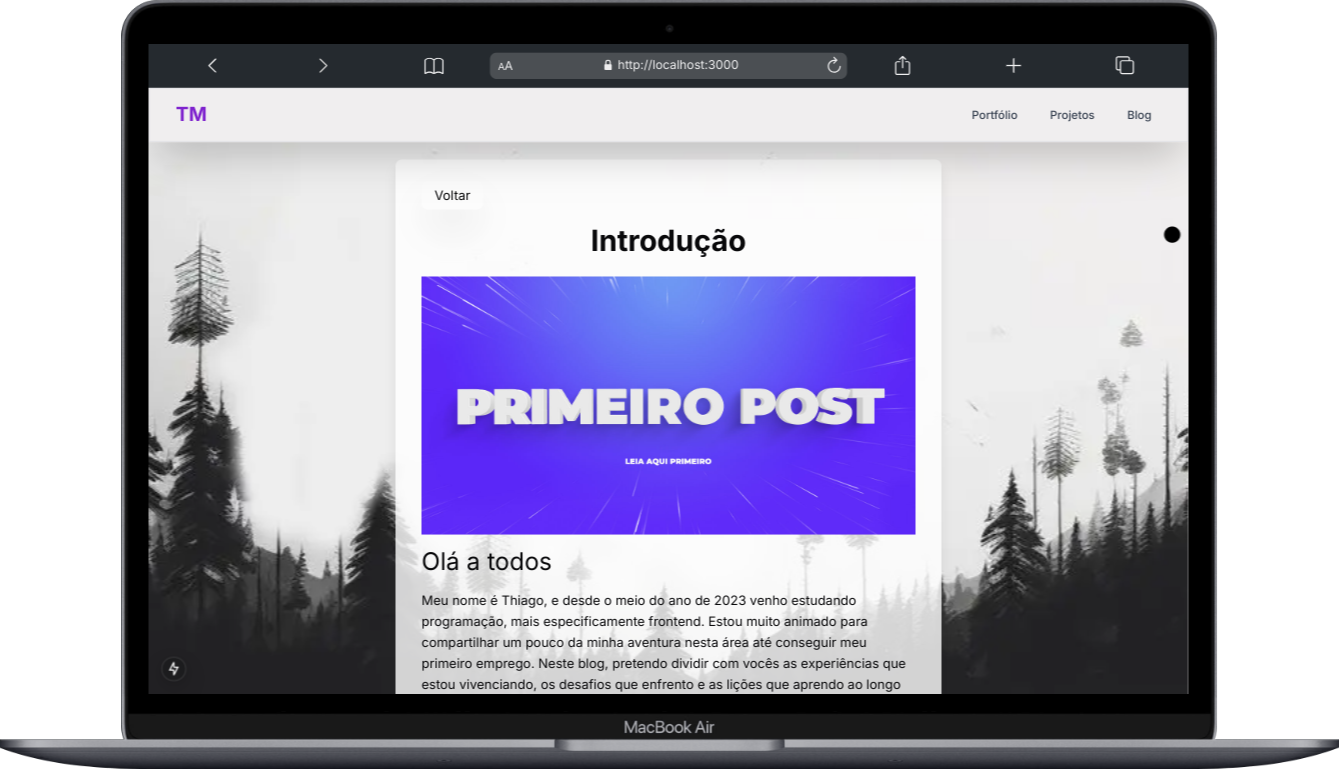 AA
http://localhost:3000
TM
Portfólio
Projetos
Blog
Voltar
Introdução
PRIMEIRO POST
LEIA AQUI PRIMEIRO
Olá a todos
Meu nome é Thiago, e desde o meio do ano de 2023 venho estudando
programação, mais especificamente frontend. Estou muito animado para
compartilhar um pouco da minha aventura nesta área até conseguir meu
primeiro emprego. Neste blog, pretendo dividir com vocês as experiências que
estou vivenciando, os desafios que enfrento e as lições que aprendo ao longo
MacBook Air